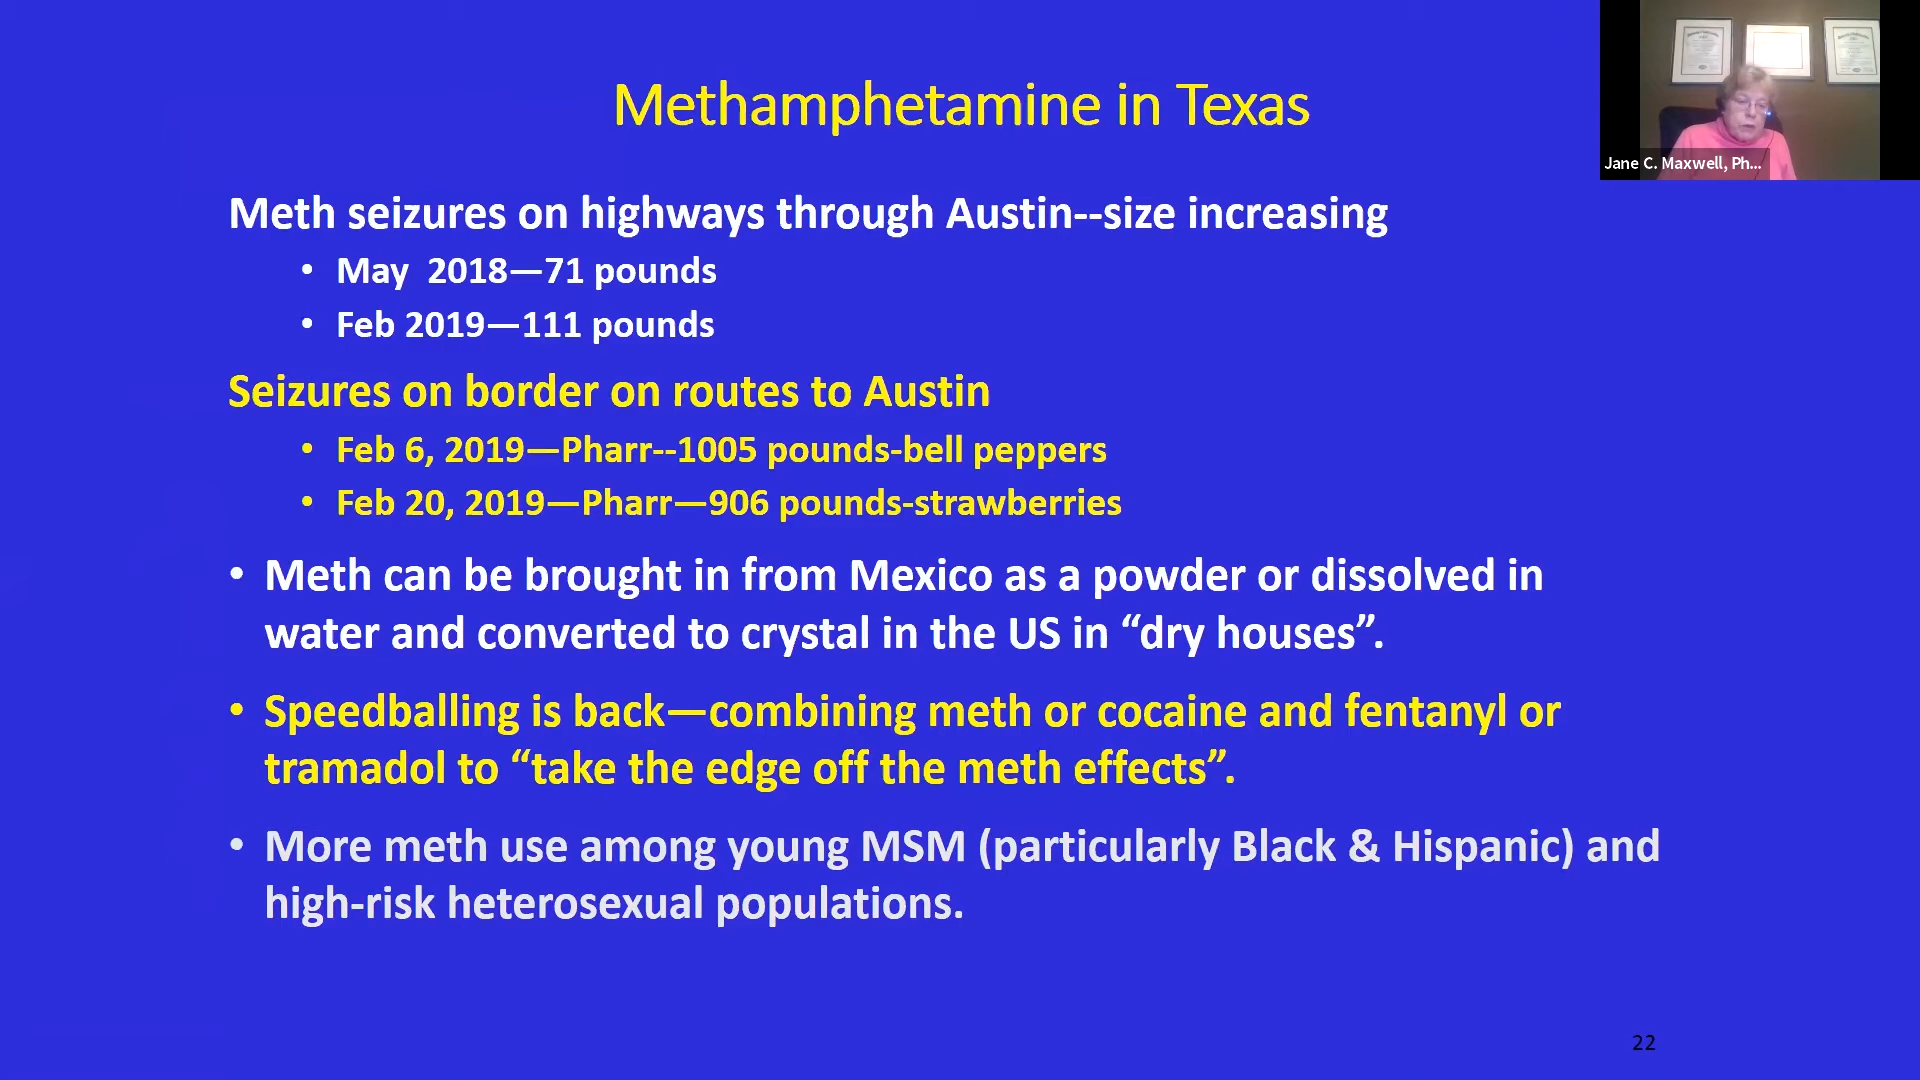 Methamphetamine in Texas
Jane C. Maxwell, Ph...
Meth seizures on highways through Austin--size increasing
• May  2018—71 pounds
• Feb 2019—111 pounds
Seizures on border on routes to Austin
• Feb 6, 2019—Pharr--1005 pounds-bell peppers
• Feb 20, 2019—Pharr—906 pounds-strawberries
• Meth can be brought in from Mexico as a powder or dissolved in
water and converted to crystal in the US in “dry houses”.
• Speedballing is back—combining meth or cocaine and fentanyl or
tramadol to “take the edge off the meth effects”.
• More meth use among young MSM (particularly Black & Hispanic) and
high-risk heterosexual populations.
22